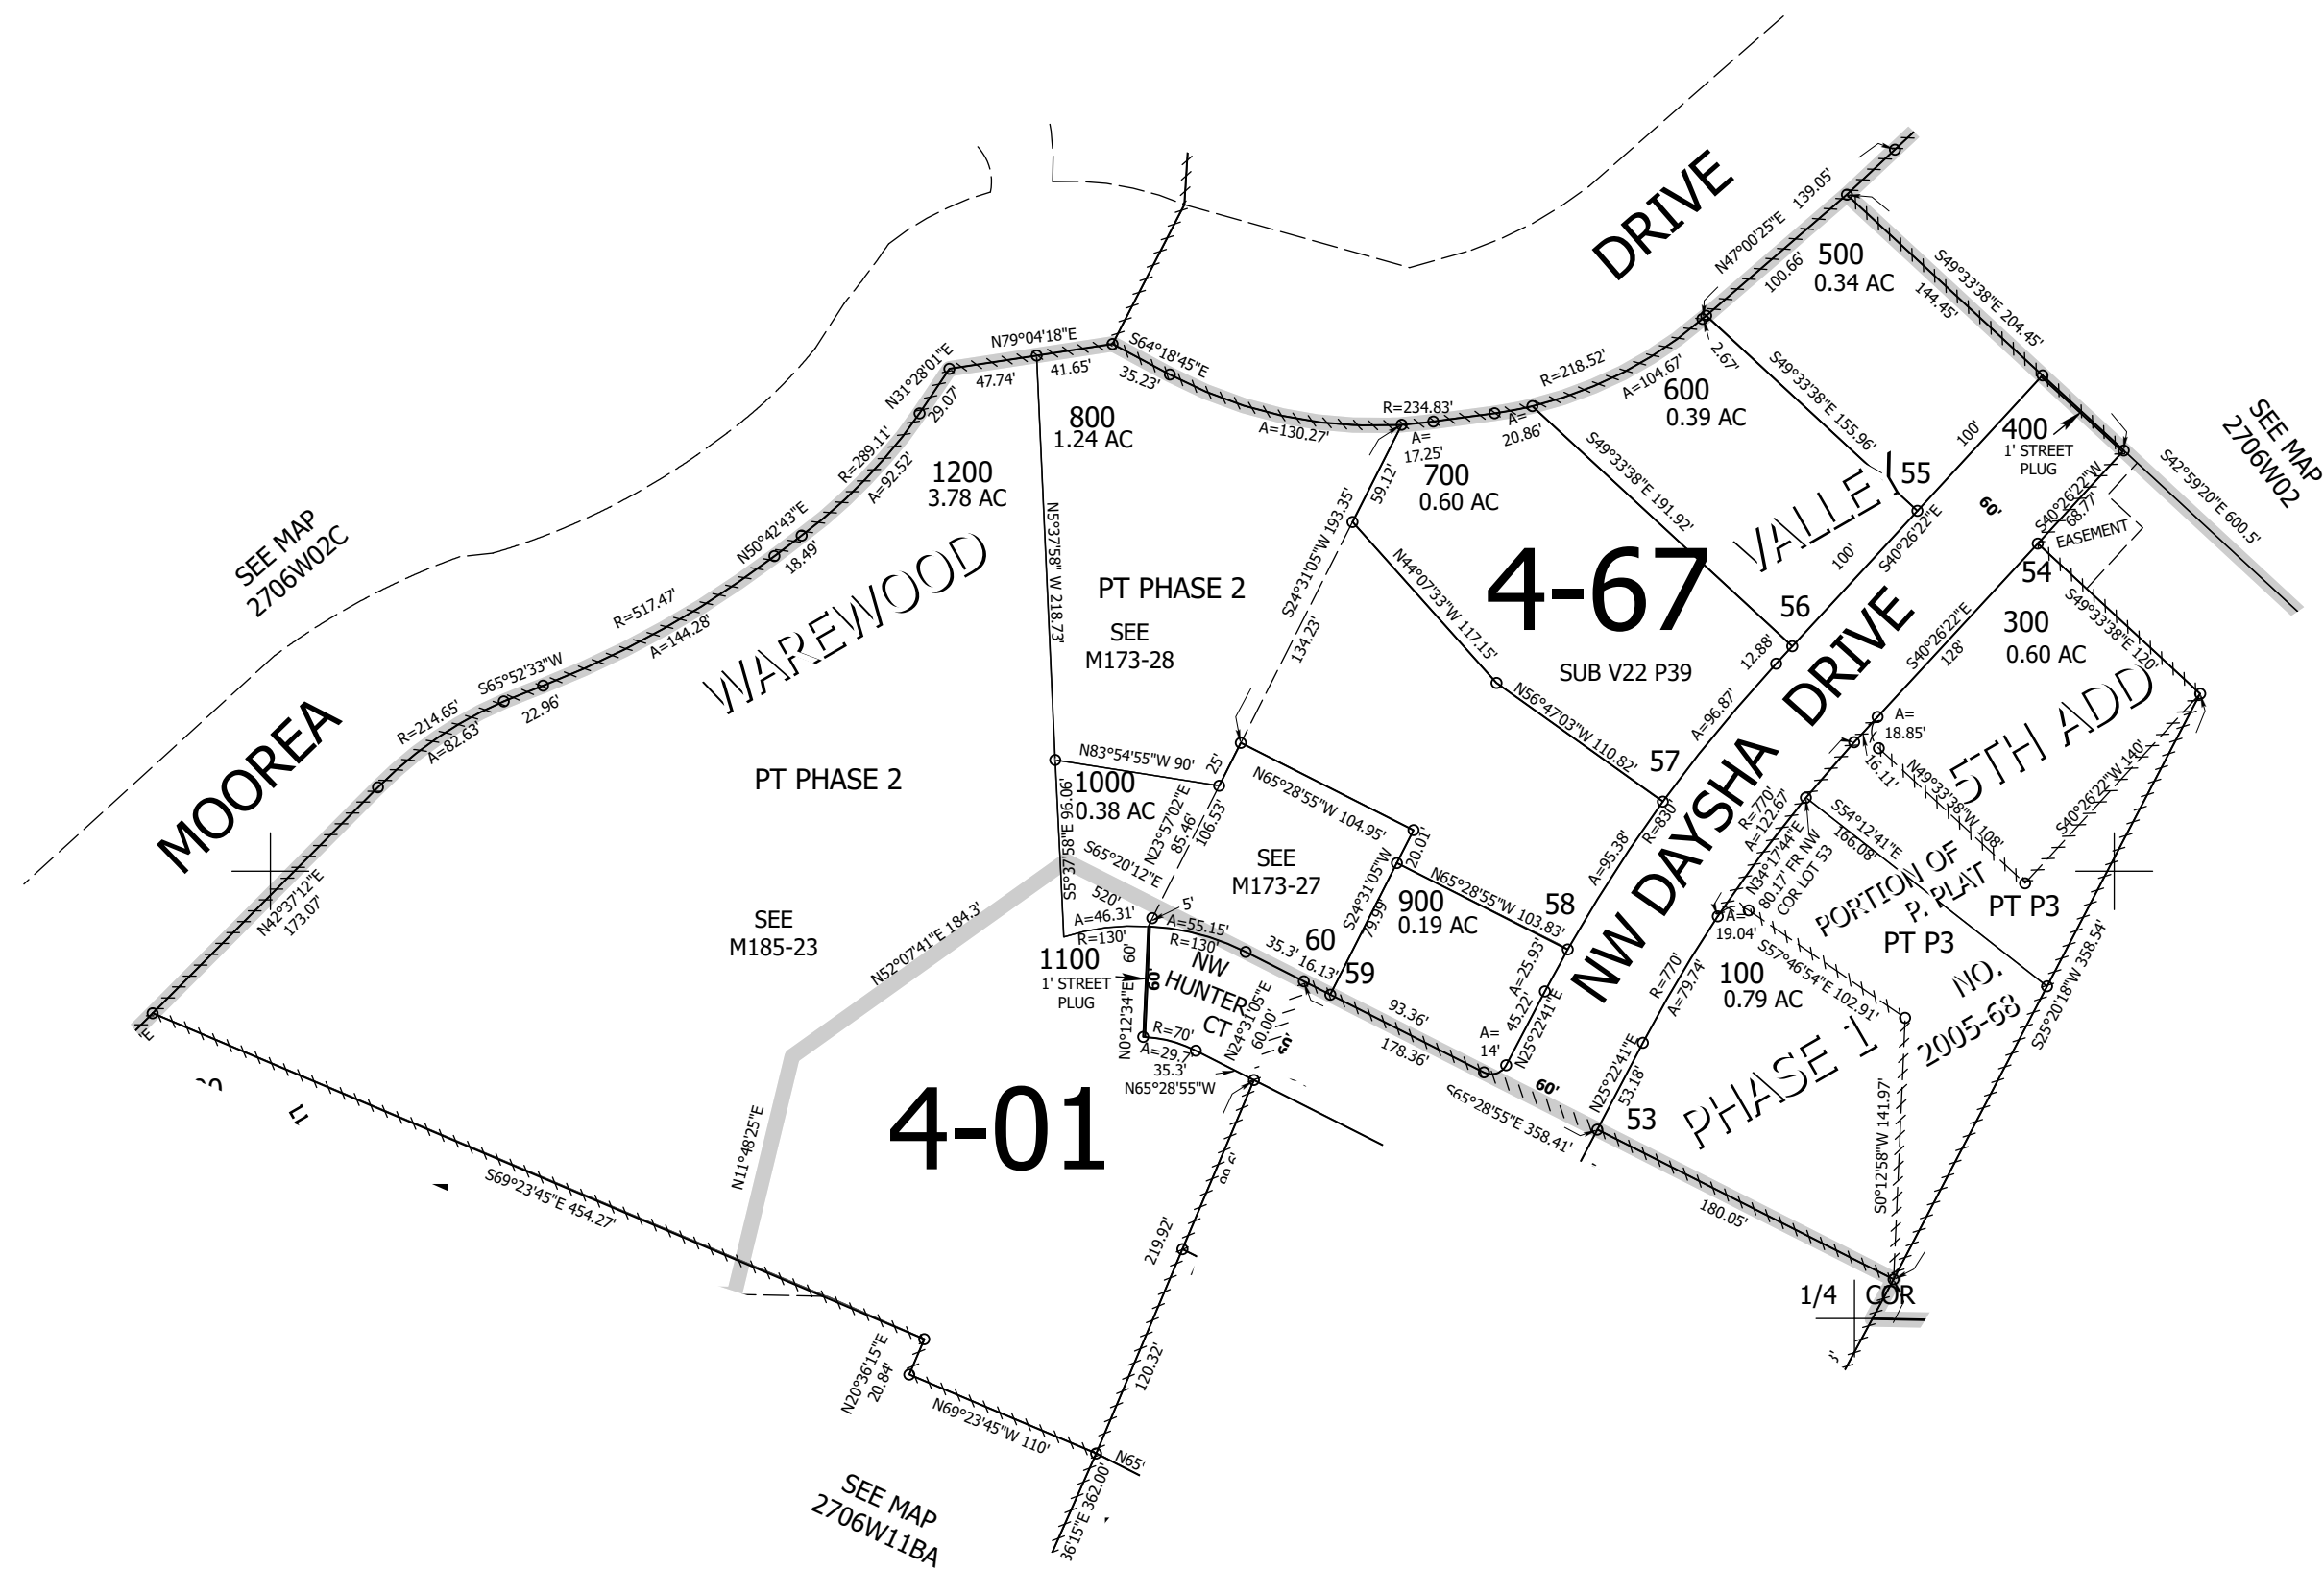 DRIVE
N47°00'25"E
139.05'
100.66'
500
0.34 AC
S49°33'38"E 204.45'
144.45'
SEE MAP
2706W02
S42°59'20"E 600.5'
400
1' STREET
PLUG
S40°26'22"W
68.77'
EASEMENT
N79°04'18"E
47.74'
41.65'
S64°18'45"E
35.23'
A=130.27'
R=234.83'
A=
17.25'
A=
20.86'
R=218.52'
A=104.67'
2.67'
600
0.39 AC
S49°33'38"E 155.96'
S49°33'38"E 191.92'
VALLE
55
100'
60'
S40°26'22"E
100'
56
12.88'
54
300
0.60 AC
S49°33'38"E 120'
S40°26'22"E
128'
A=
18.85'
16.11'
N49°33'38"W 108'
S40°26'22"W 140'
5TH ADD
N31°28'01"E
29.07'
R=289.11'
A=92.52'
N50°42'43"E
18.49'
1200
3.78 AC
800
1.24 AC
700
0.60 AC
59.12'
S24°31'05"W 193.35'
134.23'
N44°07'33"W 117.15'
4-67
SUB V22 P39
N56°47'03"W 110.82'
57
A=96.87'
NW DAYSHA DRIVE
SEE MAP
2706W02C
R=517.47'
A=144.28'
WAREWOOD
N5°37'58" W 218.73'
PT PHASE 2
SEE
M173-28
S65°52'33"W
22.96'
R=214.65'
A=82.63'
MOOREA
N42°37'12"E
173.07'
PT PHASE 2
N83°54'55"W 90'
25'
1000
0.38 AC
S5°37'58"E 96.06'
N23°57'02"E
85.46'
106.53'
N65°28'55"W 104.95'
20.01'
SEE
M173-27
S24°31'05"W
79.99'
N65°28'55"W 103.83'
900
0.19 AC
58
A=95.38'
R=830'
R=770'
A=122.67'
N34°17'44"E
80.17' FR NW
COR LOT 53
S54°12'41"E
166.08'
PORTION OF
P. PLAT
PT P3
PT P3
NO.
2005-68
S25°20'18"W 358.54'
SEE
M185-23
N52°07'41"E 184.3'
S65°20'12"E
520'
5'
A=46.31'
R=130'
A=55.15'
R=130'
35.3'
16.13'
60
59
1100
1' STREET
PLUG
60'
60'
N0°12'34"E
NW
HUNTER
CT
R=70'
35.3'
N65°28'55"W
N24°31'05"E
60.00'
93.36'
178.36'
A=
14'
A=25.93'
45.22'
N25°22'41"E
60'
S65°28'55"E 358.41'
N25°22'41"E
53.18'
R=770'
A=79.74'
A=
19.04'
100
0.79 AC
S57°46'54"E 102.91'
S0°12'58"W 141.97'
PHASE 1
53
180.05'
1/4 COR
4-01
N11°48'25"E
S69°23'45"E 454.27'
N20°36'15"E
20.84'
N69°23'45"W 110'
219.92'
120.32'
36'15"E 362.00'
SEE MAP
2706W11BA